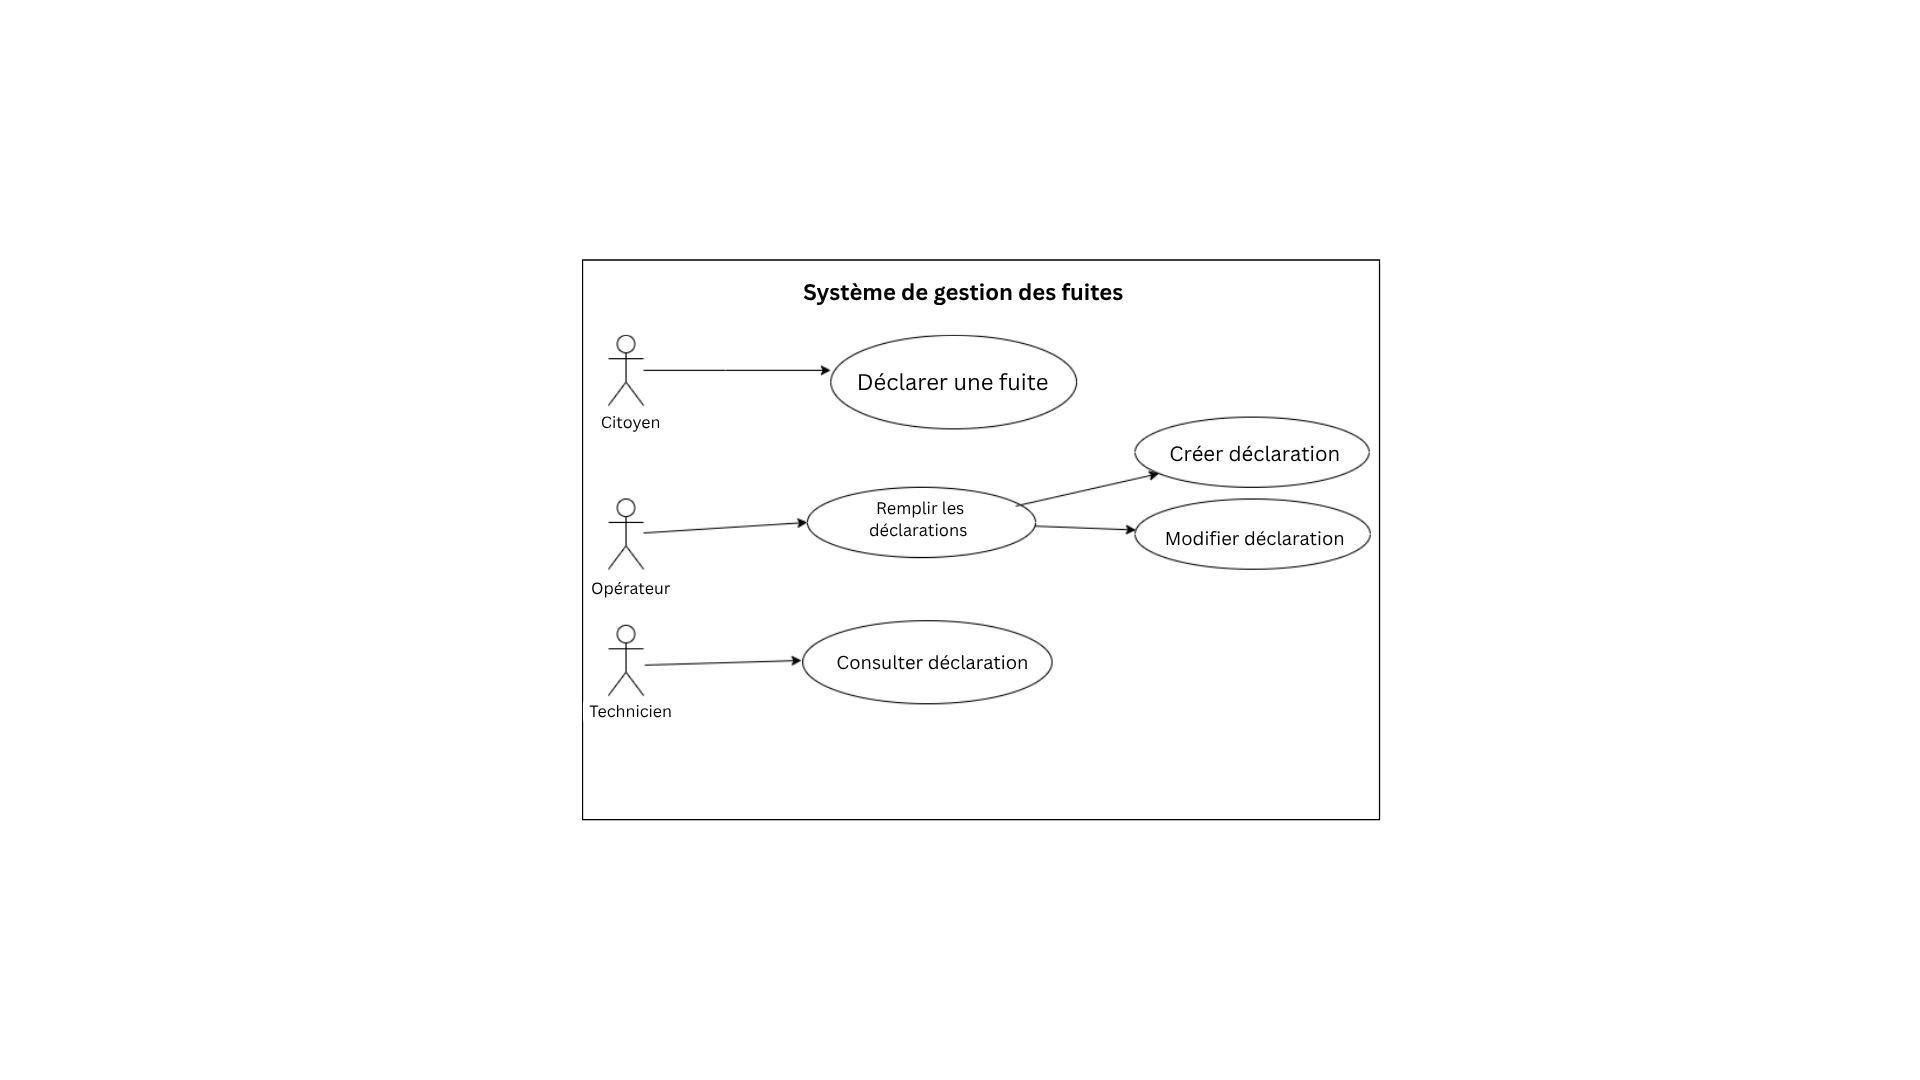 Système de gestion des fuites
Déclarer une fuite
Citoyen
Créer déclaration
Remplir les
déclarations
Modifier déclaration
Opérateur
Consulter déclaration
Technicien